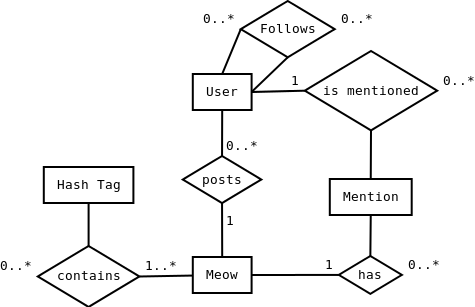 0..*
0..*
Follows
1
0..*
User
is mentioned
0..*
Hash Tag
posts
Mention
1
0..*
1..*
1
0..*
contains
Meow
has